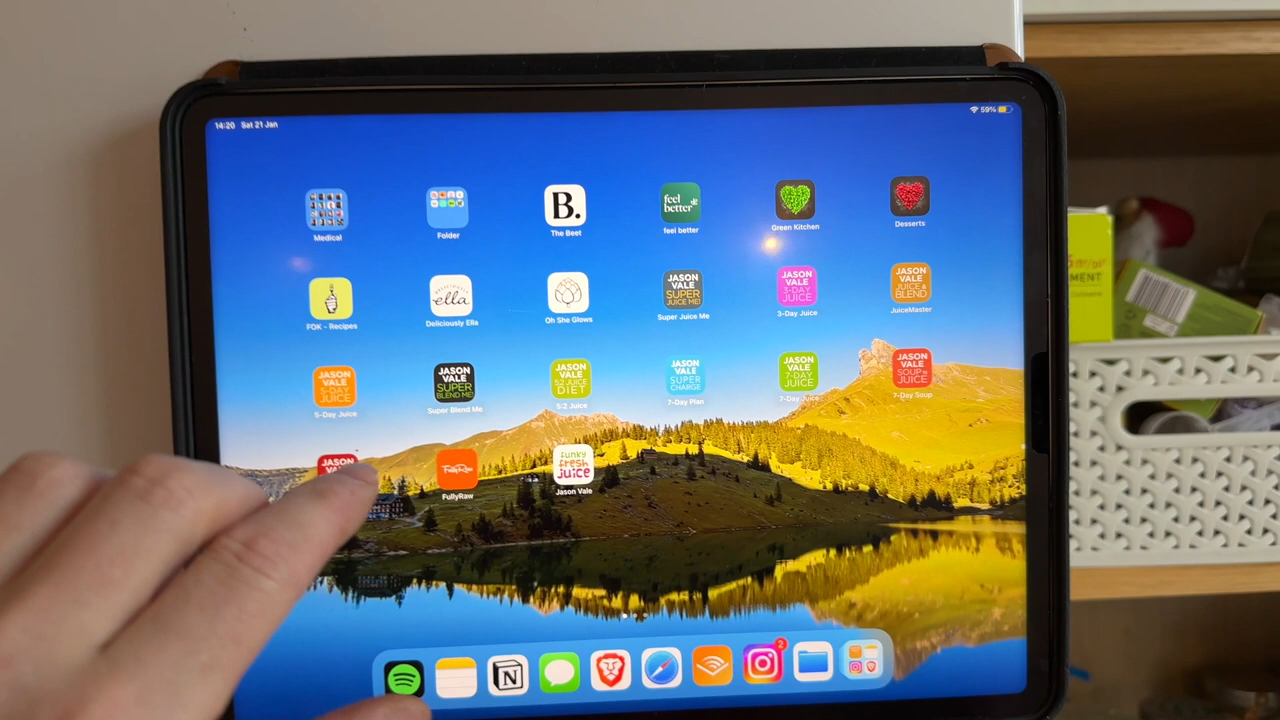 14:20 Sat 21 Jan
59%
Medical
Folder
B.
The Beet
feel
better
feel better
Green Kitchen
Desserts
FOK - Recipes
DELICIOUSLY
ella
Deliciously Ella
Oh She Glows
JASON
VALE
SUPER
JUICE ME!
Super Juice Me
JASON
VALE
3-DAY
JUICE
3-Day Juice
JASON
VALE
JUICE &
BLEND
JuiceMaster
JASON
VALE
5-DAY
JUICE
5-Day Juice
JASON
VALE
SUPER
BLEND ME!
Super Blend Me
JASON
VALE
5:2 JUICE
DIET
5:2 Juice
JASON
VALE
SUPER
CHARGE
7-Day Plan
JASON
VALE
7-DAY
JUICE
7-Day Juice
JASON
VALE
SOUP
7-Day Soup
JASON
FullyRaw
FullyRaw
funky
fresh
juice
Jason Vale
2
MENT